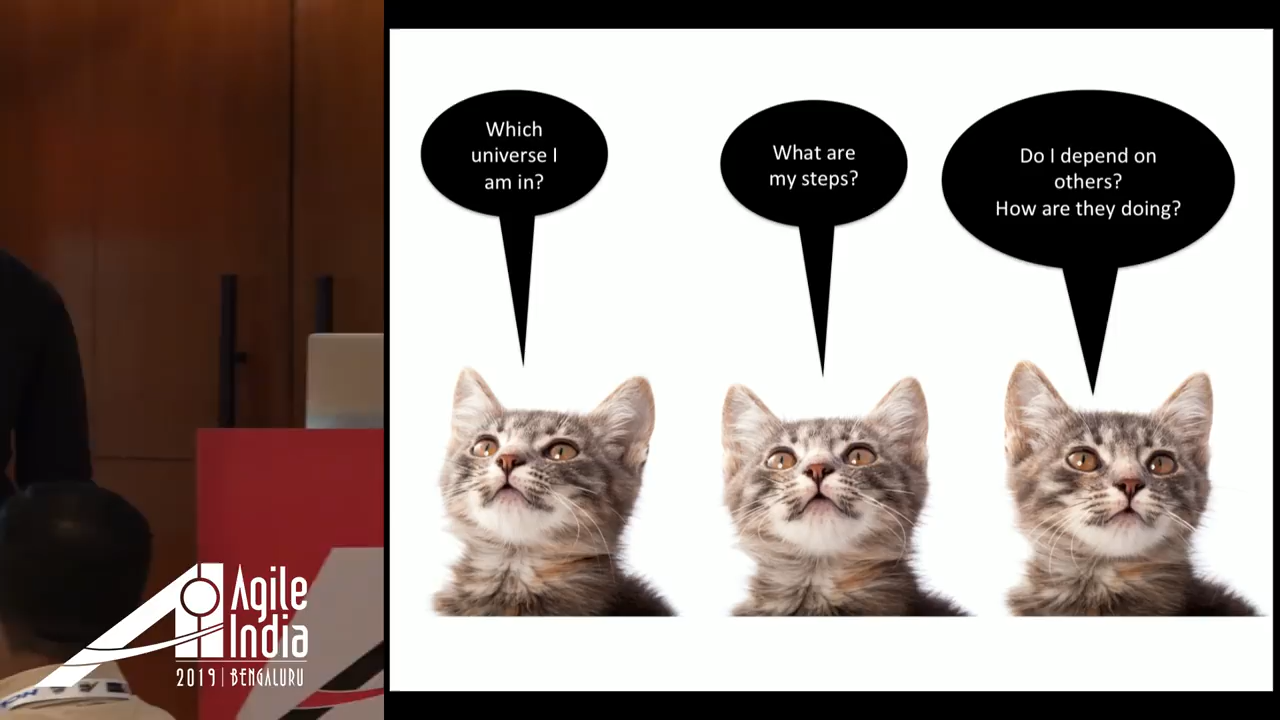 Which
universe I
am in?
What are
my steps?
Do I depend on
others?
How are they doing?
Agile
India
2019 | BENGALURU